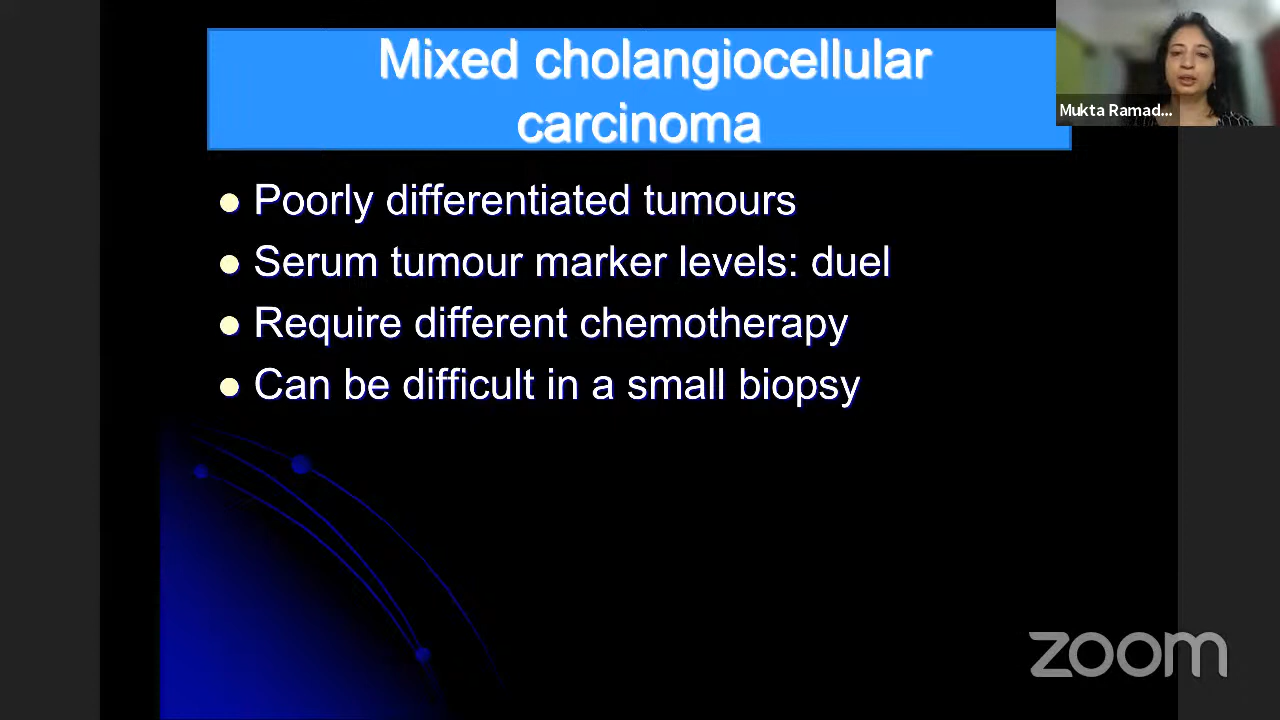 Mixed cholangiocellular
carcinoma
Mukta Ramad...
Poorly differentiated tumours
Serum tumour marker levels: duel
Require different chemotherapy
Can be difficult in a small biopsy
zoom